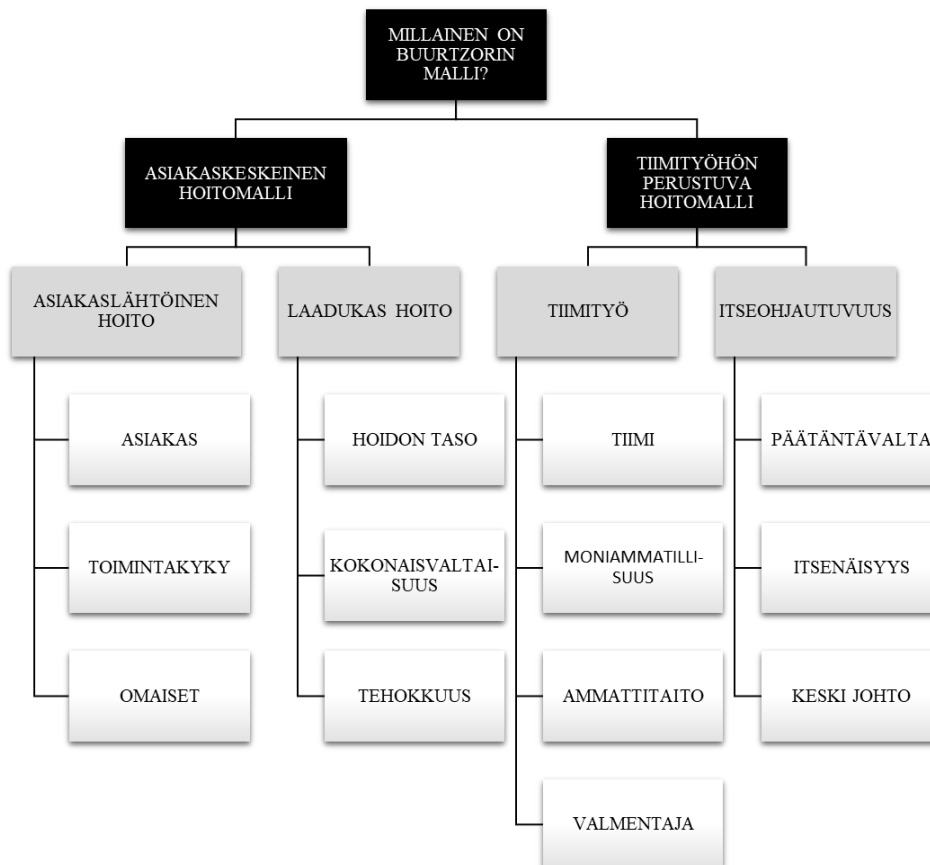 MILLAINEN ON
BUURTZORIN
MALLI?
ASIAKASKESKEINEN
HOITOMALLI
TIIMITYÖHÖN
PERUSTUVA
HOITOMALLI
ASIAKASLÄHTÖINEN
HOITO
LAADUKAS HOITO
TIIMITYÖ
ITSEOHJAUTUVUUS
ASIAKAS
HOIDON TASO
TIIMI
PÄÄTÄNTÄVALTA
TOIMINTAKYKY
KOKONAISVALTAI-
SUUS
MONIAMMATILLI-
SUUS
ITSENÄISYYS
OMAISET
TEHOKKUUS
AMMATTITAITO
KESKI JOHTO
VALMENTAJA